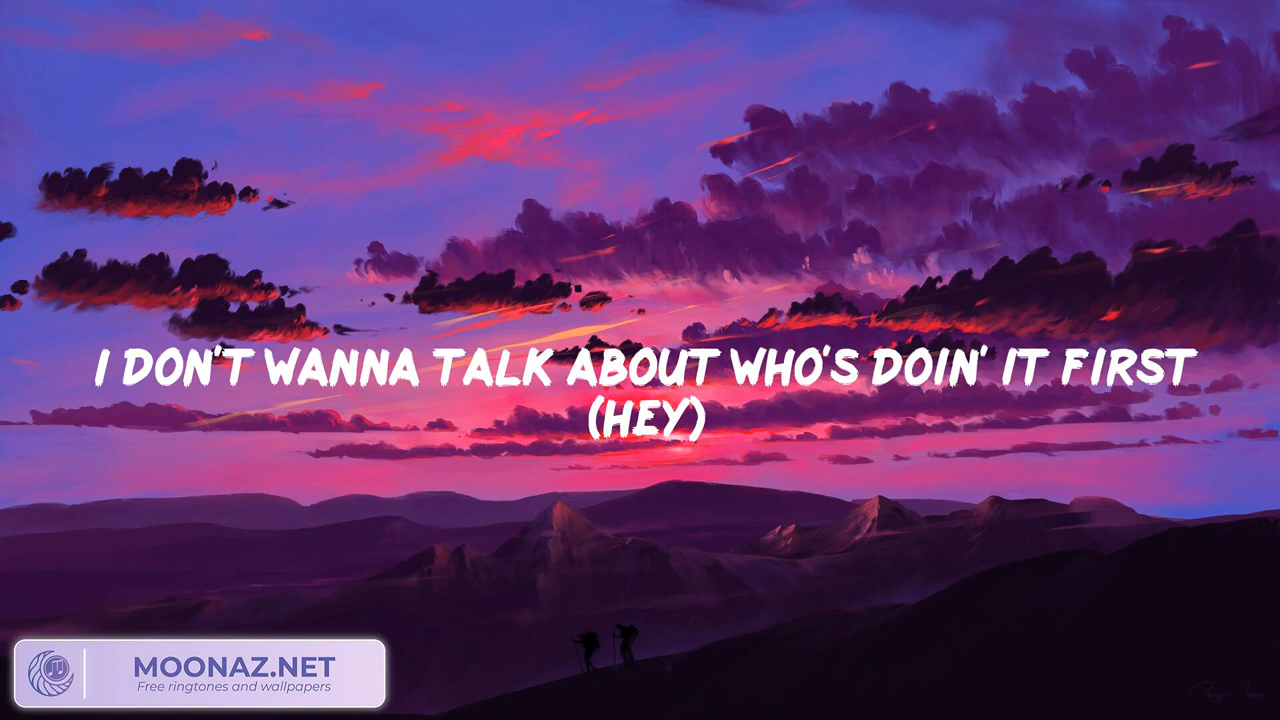 I DON'T WANNA TALK ABOUT WHO'S DOIN' IT FIRST
(HEY)
MOONAZ.NET
Free ringtones and wallpapers